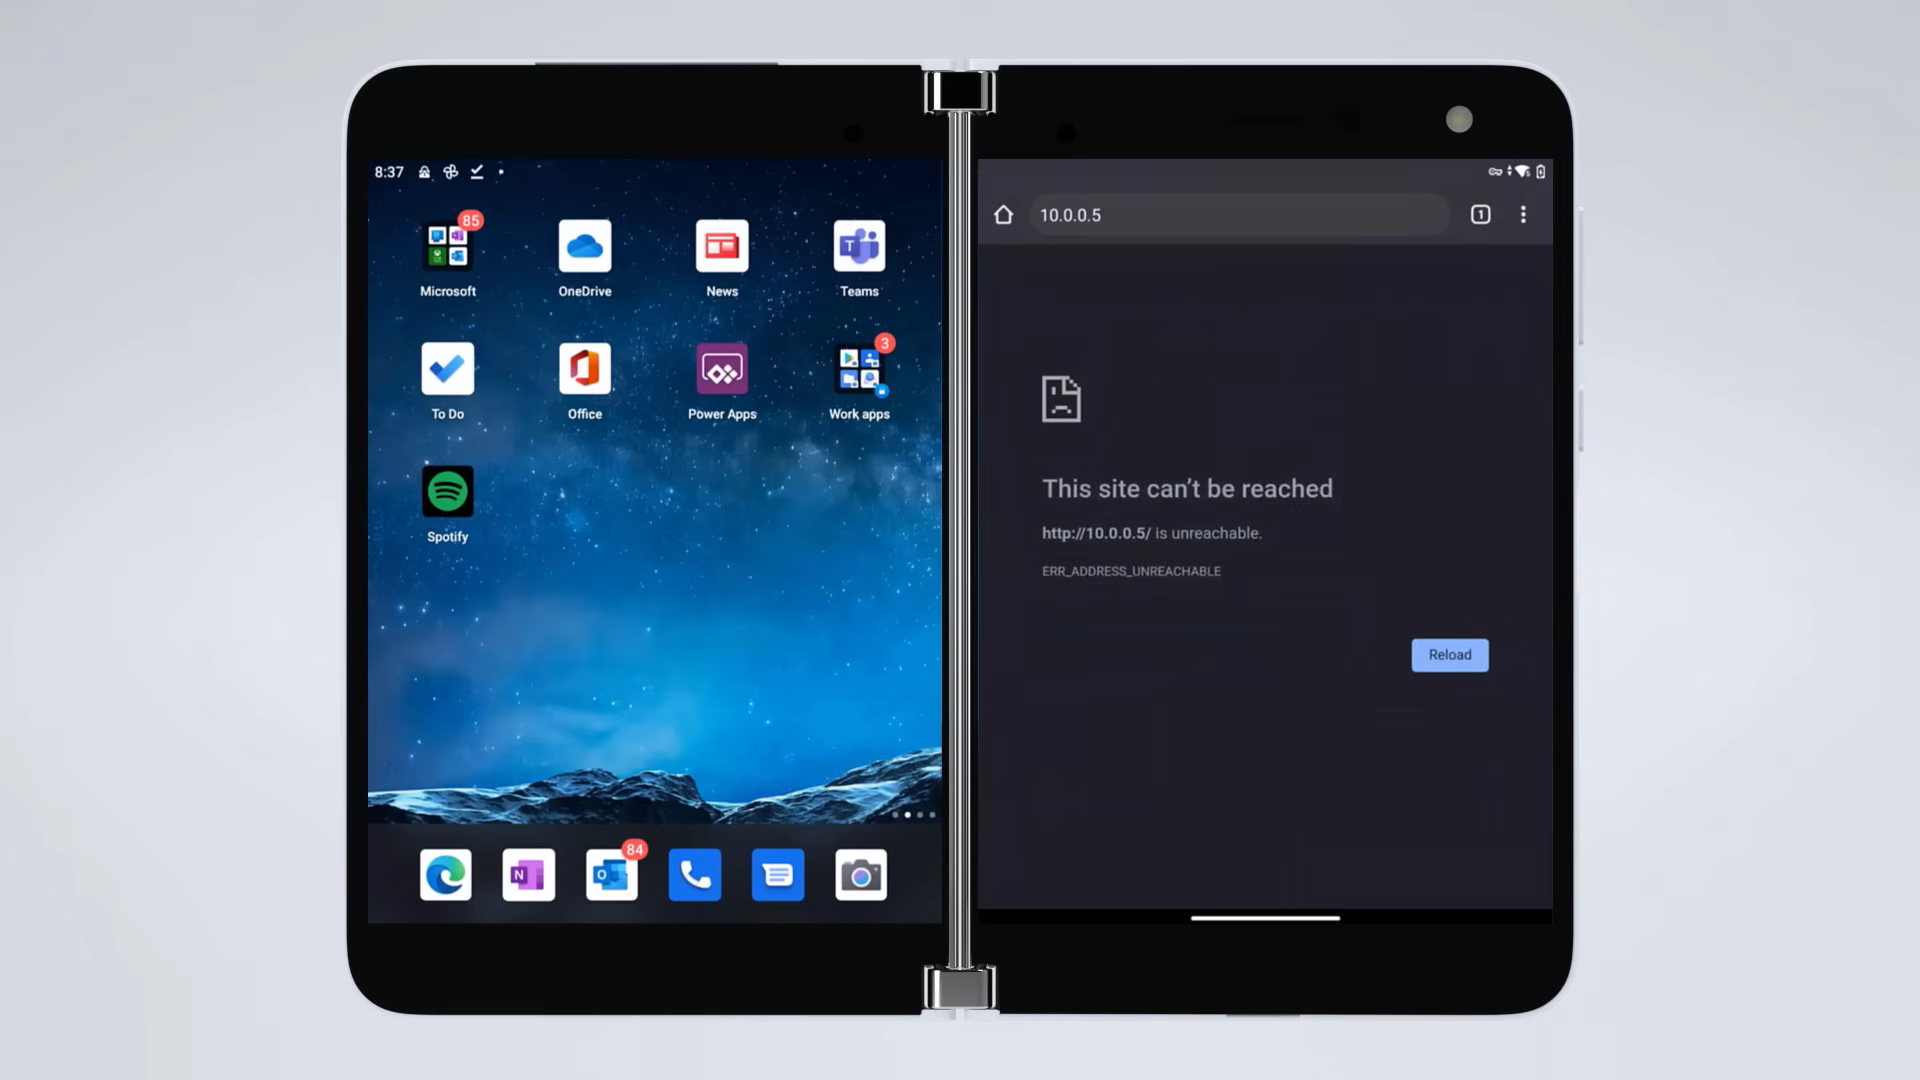 8:37
85
Microsoft
OneDrive
News
Teams
T
To Do
Office
Power Apps
3
Work apps
Spotify
N
O
84
10.0.0.5
1
This site can’t be reached
http://10.0.0.5/ is unreachable.
ERR_ADDRESS_UNREACHABLE
Reload